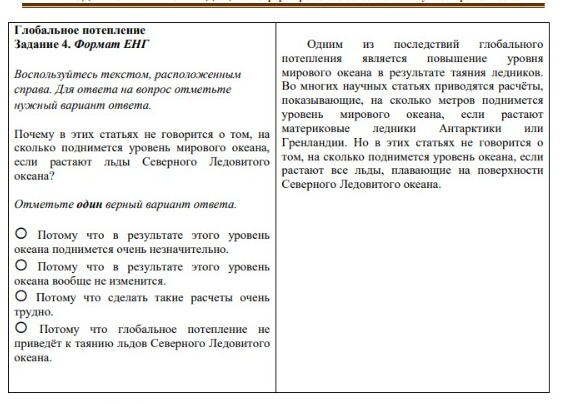 Глобальное потепление
Задание 4. Формат ЕНГ
Воспользуйтесь текстом, расположенным
справа. Для ответа на вопрос отметьте
нужный вариант ответа.
Почему в этих статьях не говорится о том, на
сколько поднимется уровень мирового океана,
если растают льды Северного Ледовитого
океана?
Отметьте один верный вариант ответа.
Потому что в результате этого уровень
океана поднимется очень незначительно.
Потому что в результате этого уровень
океана вообще не изменится.
Потому что сделать такие расчеты очень
трудно.
Потому что глобальное потепление не
приведёт к таянию льдов Северного Ледовитого
океана.
Одним из последствий глобального
потепления является повышение уровня
мирового океана в результате таяния ледников.
Во многих научных статьях приводятся расчёты,
показывающие, на сколько метров поднимется
уровень мирового океана, если растают
материковые ледники Антарктики или
Гренландии. Но в этих статьях не говорится о
том, на сколько поднимется уровень океана, если
растают все льды, плавающие на поверхности
Северного Ледовитого океана.